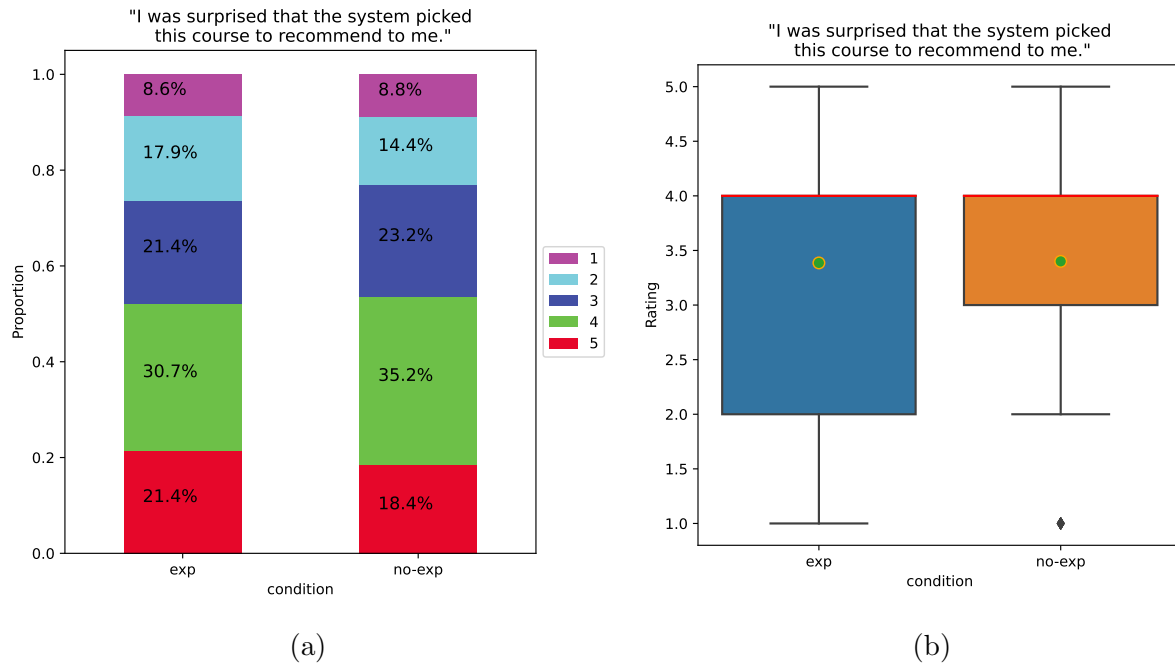 "I was surprised that the system picked
this course to recommend to me."
1.0
0.8
0.6
0.4
0.2
0.0
Proportion
8.6%
17.9%
21.4%
30.7%
21.4%
8.8%
14.4%
23.2%
35.2%
18.4%
exp
no-exp
condition
1
2
3
4
5
(a)
"I was surprised that the system picked
this course to recommend to me."
5.0
4.5
4.0
3.5
3.0
2.5
2.0
1.5
1.0
Rating
exp
no-exp
condition
(b)